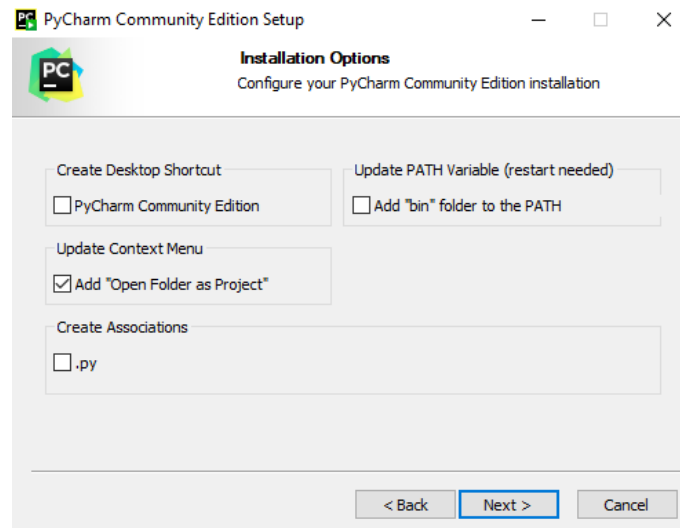 PyCharm Community Edition Setup
PC
Installation Options
Configure your PyCharm Community Edition installation
Create Desktop Shortcut
PyCharm Community Edition
Update PATH Variable (restart needed)
Add "bin" folder to the PATH
Update Context Menu
Add "Open Folder as Project"
Create Associations
.py
< Back
Next >
Cancel